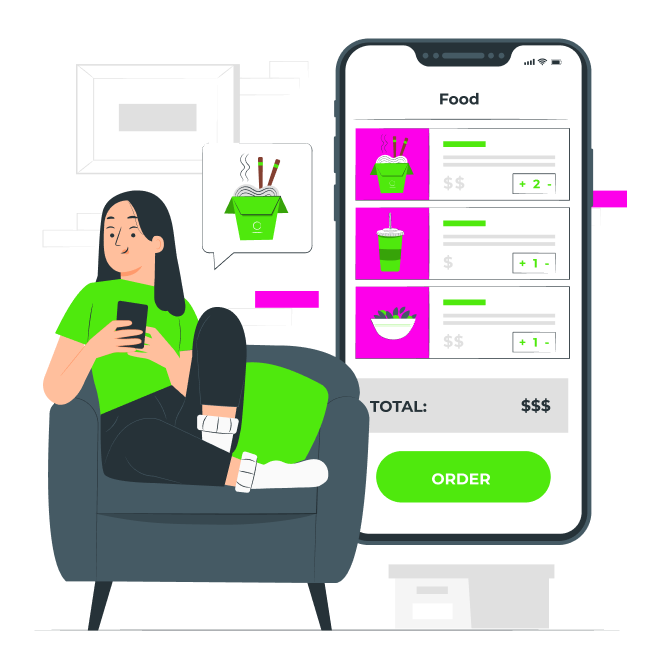 Food
$$
+ 2 -
$
+ 1 -
$$
+ 1 -
TOTAL: $$$
ORDER